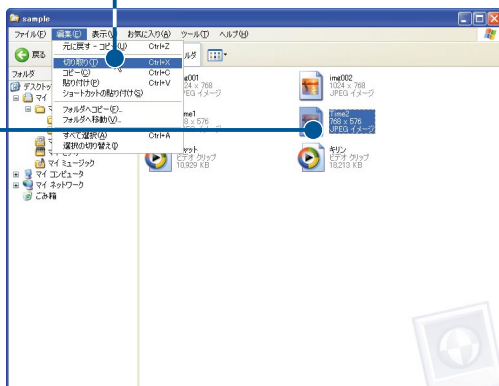 sample
ファイル(F) 編集(E) 表示(V) お気に入り(A) ツール(T) ヘルプ(H)
戻る
フォルダ
元に戻す - コピー(U) Ctrl+Z
切り取り(T) Ctrl+X
コピー(C) Ctrl+C
貼り付け(P) Ctrl+V
ショートカットの貼り付け(S)
フォルダへコピー(F)...
フォルダへ移動(V)...
すべて選択(A) Ctrl+A
選択の切り替え(I)
マイ ミュージック
マイ コンピュータ
マイ ネットワーク
ごみ箱
img002
1024 x 768
JPEG イメージ
Time2
768 x 576
JPEG イメージ
ビデオ クリップ
10,929 KB
キリン
ビデオ クリップ
18,213 KB